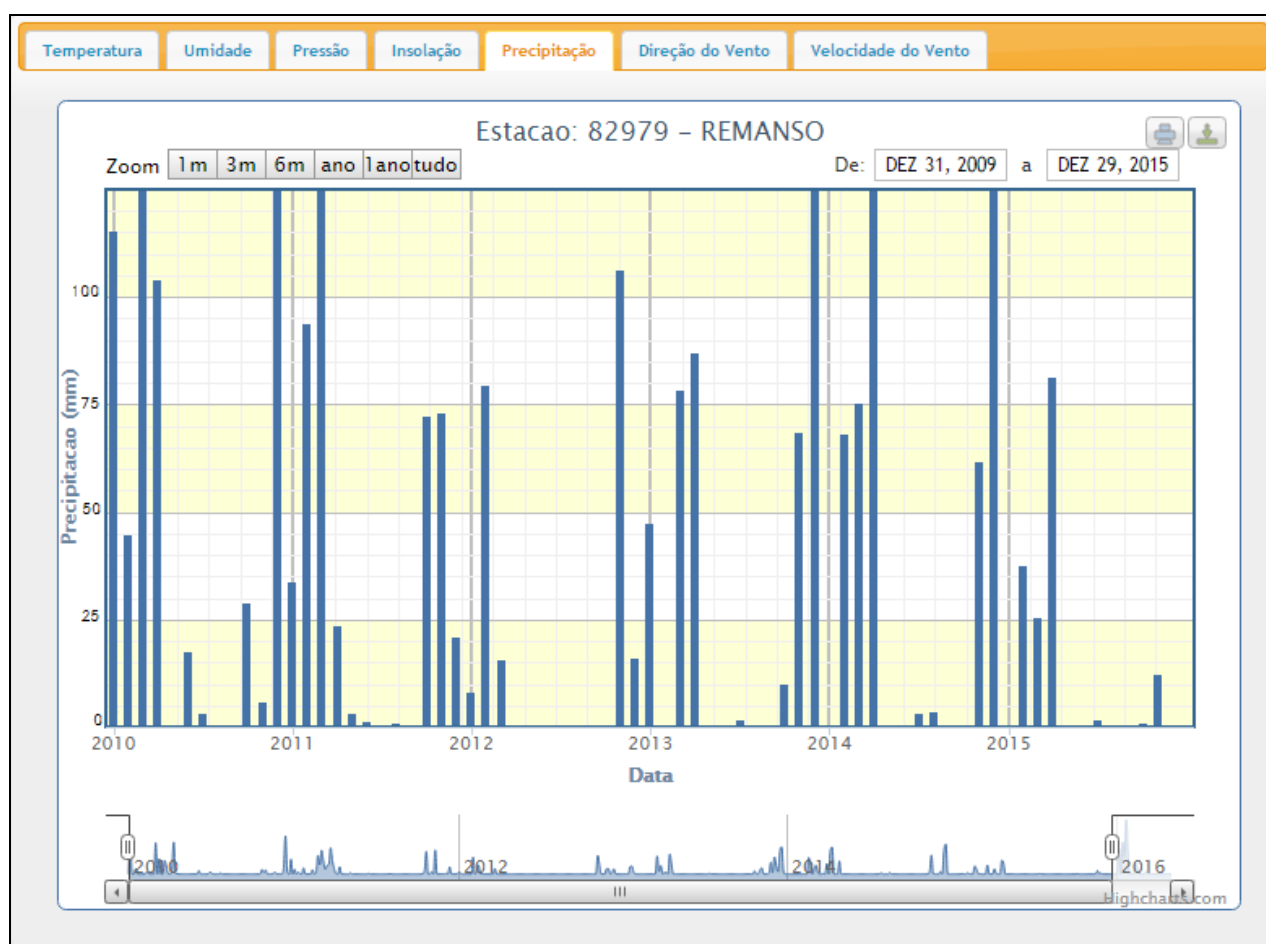 Temperatura Umidade Pressão Insolação Precipitação Direção do Vento Velocidade do Vento
Estacao: 82979 – REMANSO
Zoom 1m 3m 6m ano 1ano tudo De: DEZ 31, 2009 a DEZ 29, 2015
Precipitacao (mm)
100
75
50
25
0
2010 2011 2012 2013 2014 2015
Data
2010 2012 2014 2016
Highcharts.com